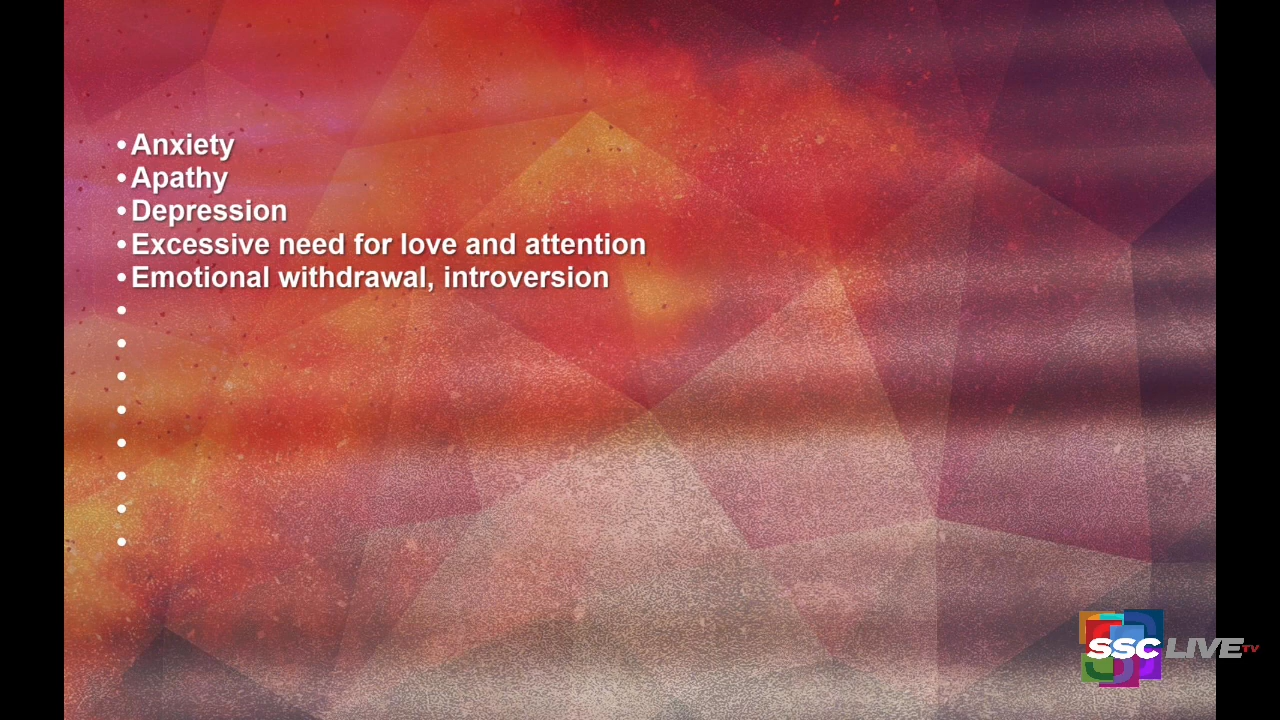 • Anxiety
• Apathy
• Depression
• Excessive need for love and attention
• Emotional withdrawal, introversion
•
•
•
•
•
•
•
•
SSC LIVE TV